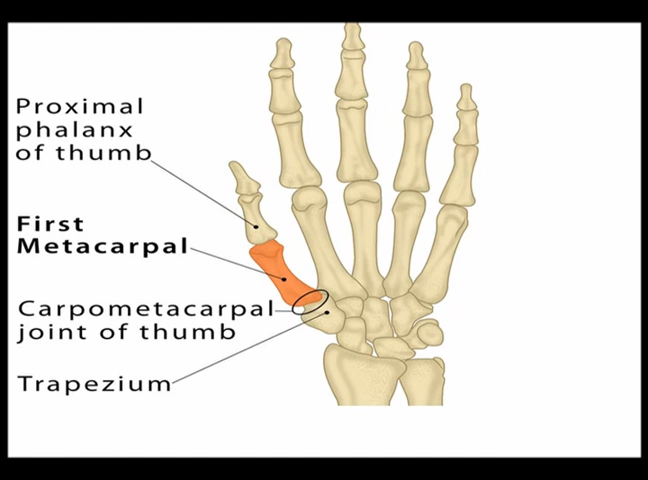 Proximal
phalanx
of thumb
First
Metacarpal
Carpometacarpal
joint of thumb
Trapezium